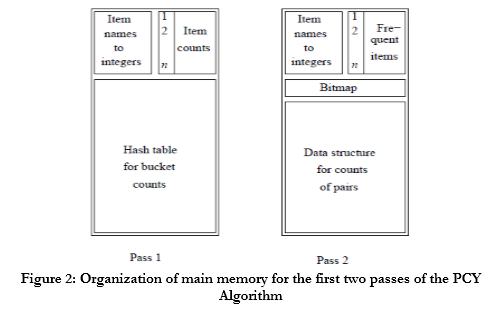 Item
names
to
integers
1
2
n
Item
counts
Hash table
for bucket
counts
Pass 1
Item
names
to
integers
1
2
n
Fre-
quent
items
Bitmap
Data structure
for counts
of pairs
Pass 2
Figure 2: Organization of main memory for the first two passes of the PCY
Algorithm